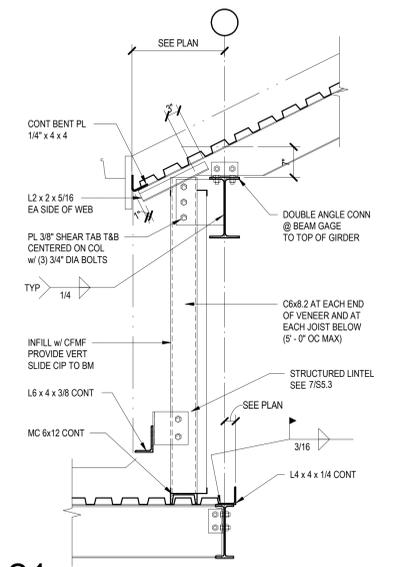 SEE PLAN
3"
CONT BENT PL
1/4" x 4 x 4
7"
L2 x 2 x 5/16
EA SIDE OF WEB
1"
DOUBLE ANGLE CONN
@ BEAM GAGE
TO TOP OF GIRDER
PL 3/8" SHEAR TAB T&B
CENTERED ON COL
w/ (3) 3/4" DIA BOLTS
TYP
1/4
C6x8.2 AT EACH END
OF VENEER AND AT
EACH JOIST BELOW
(5' - 0" OC MAX)
INFILL w/ CFMF
PROVIDE VERT
SLIDE CIP TO BM
STRUCTURED LINTEL
SEE 7/S5.3
L6 x 4 x 3/8 CONT
SEE PLAN
MC 6x12 CONT
3/16
L4 x 4 x 1/4 CONT